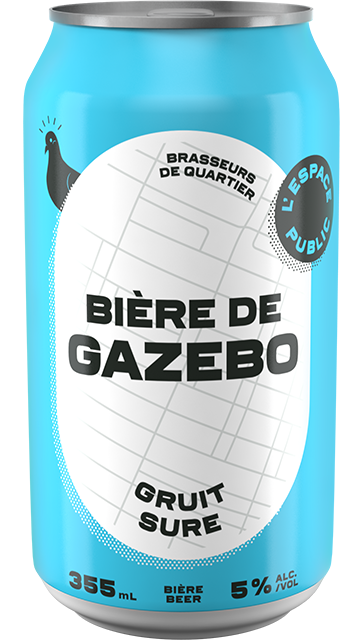 BRASSEURS
DE QUARTIER
L'ESPACE
PUBLIC
BIÈRE DE
GAZEBO
GRUIT
SURE
355 mL
BIÈRE
BEER
5% ALC.
/VOL